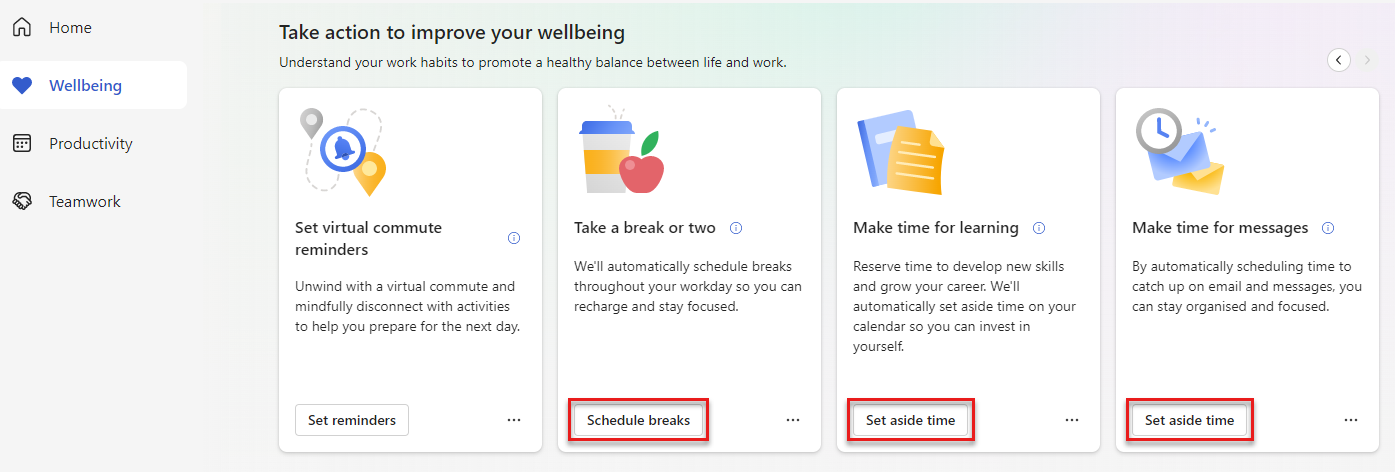 Home
Wellbeing
Productivity
Teamwork
Take action to improve your wellbeing
Understand your work habits to promote a healthy balance between life and work.
Set virtual commute
reminders
Unwind with a virtual commute and
mindfully disconnect with activities
to help you prepare for the next day.
Set reminders
Take a break or two
We'll automatically schedule breaks
throughout your workday so you can
recharge and stay focused.
Schedule breaks
Make time for learning
Reserve time to develop new skills
and grow your career. We'll
automatically set aside time on your
calendar so you can invest in
yourself.
Set aside time
Make time for messages
By automatically scheduling time to
catch up on email and messages, you
can stay organised and focused.
Set aside time